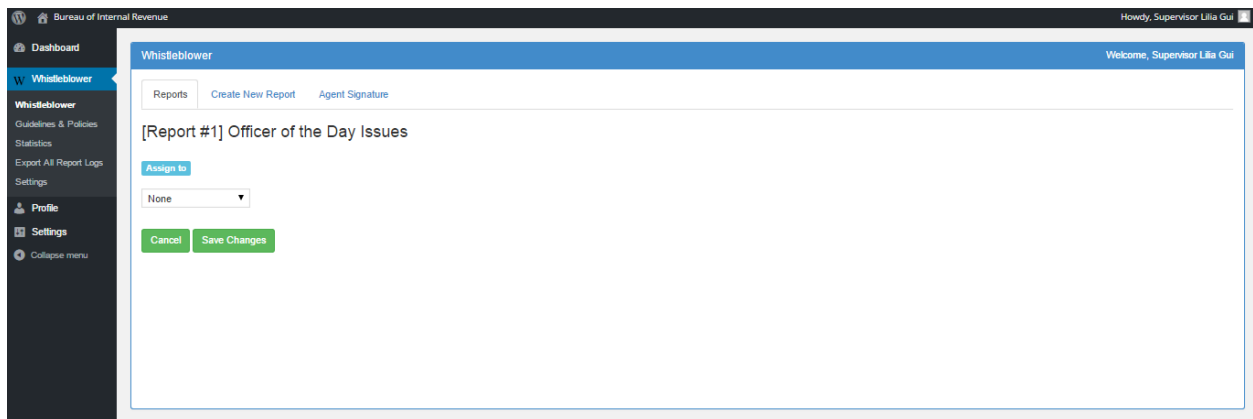 Bureau of Internal Revenue
Howdy, Supervisor Lilia Gui
Dashboard
Whistleblower
Whistleblower
Guidelines & Policies
Statistics
Export All Report Logs
Settings
Profile
Settings
Collapse menu
Whistleblower
Welcome, Supervisor Lilia Gui
Reports Create New Report Agent Signature
[Report #1] Officer of the Day Issues
Assign to
None
Cancel Save Changes